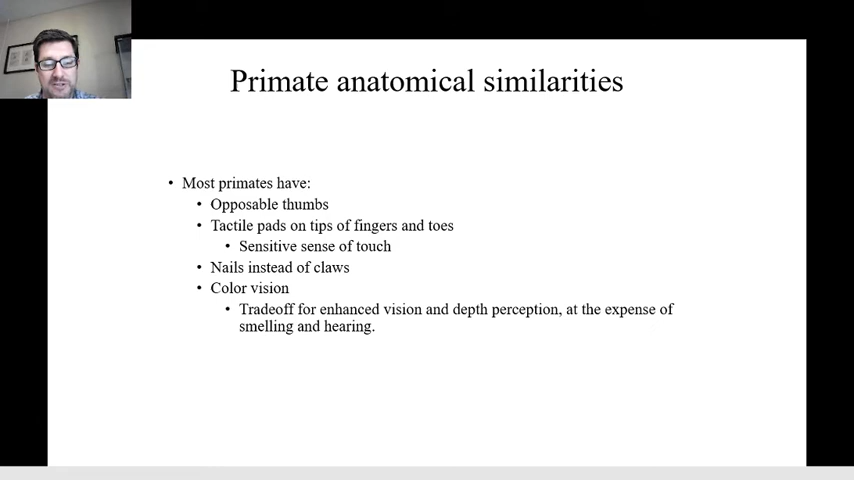 Primate anatomical similarities
• Most primates have:
• Opposable thumbs
• Tactile pads on tips of fingers and toes
• Sensitive sense of touch
• Nails instead of claws
• Color vision
• Tradeoff for enhanced vision and depth perception, at the expense of
smelling and hearing.